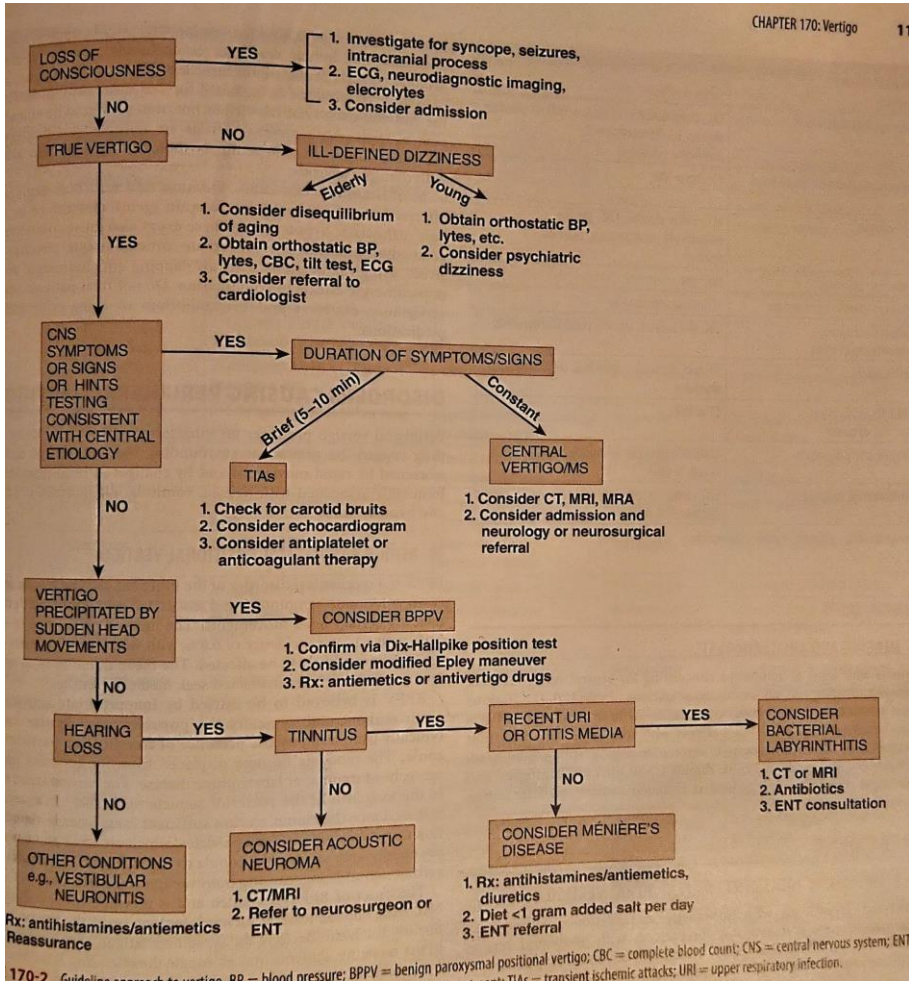 CHAPTER 170: Vertigo 11
LOSS OF
CONSCIOUSNESS
YES
1. Investigate for syncope, seizures,
intracranial process
2. ECG, neurodiagnostic imaging,
elecrolytes
3. Consider admission
NO
TRUE VERTIGO
NO
ILL-DEFINED DIZZINESS
Elderly
Young
1. Consider disequilibrium
of aging
2. Obtain orthostatic BP,
lytes, CBC, tilt test, ECG
3. Consider referral to
cardiologist
1. Obtain orthostatic BP,
lytes, etc.
2. Consider psychiatric
dizziness
YES
CNS
SYMPTOMS
OR SIGNS
OR HINTS
TESTING
CONSISTENT
WITH CENTRAL
ETIOLOGY
YES
DURATION OF SYMPTOMS/SIGNS
Brief (5–10 min)
Constant
TIAs
1. Check for carotid bruits
2. Consider echocardiogram
3. Consider antiplatelet or
anticoagulant therapy
CENTRAL
VERTIGO/MS
1. Consider CT, MRI, MRA
2. Consider admission and
neurology or neurosurgical
referral
NO
VERTIGO
PRECIPITATED BY
SUDDEN HEAD
MOVEMENTS
YES
CONSIDER BPPV
1. Confirm via Dix-Hallpike position test
2. Consider modified Epley maneuver
3. Rx: antiemetics or antivertigo drugs
NO
HEARING
LOSS
YES
TINNITUS
YES
RECENT URI
OR OTITIS MEDIA
YES
CONSIDER
BACTERIAL
LABYRINTHITIS
1. CT or MRI
2. Antibiotics
3. ENT consultation
NO
NO
NO
OTHER CONDITIONS
e.g., VESTIBULAR
NEURONITIS
Rx: antihistamines/antiemetics
Reassurance
CONSIDER ACOUSTIC
NEUROMA
1. CT/MRI
2. Refer to neurosurgeon or
ENT
CONSIDER MÉNIÈRE'S
DISEASE
1. Rx: antihistamines/antiemetics,
diuretics
2. Diet <1 gram added salt per day
3. ENT referral
170-2 Guideline approach to vertigo. BP = blood pressure; BPPV = benign paroxysmal positional vertigo; CBC = complete blood count; CNS = central nervous system; ENT
TIAs = transient ischemic attacks; URI = upper respiratory infection.